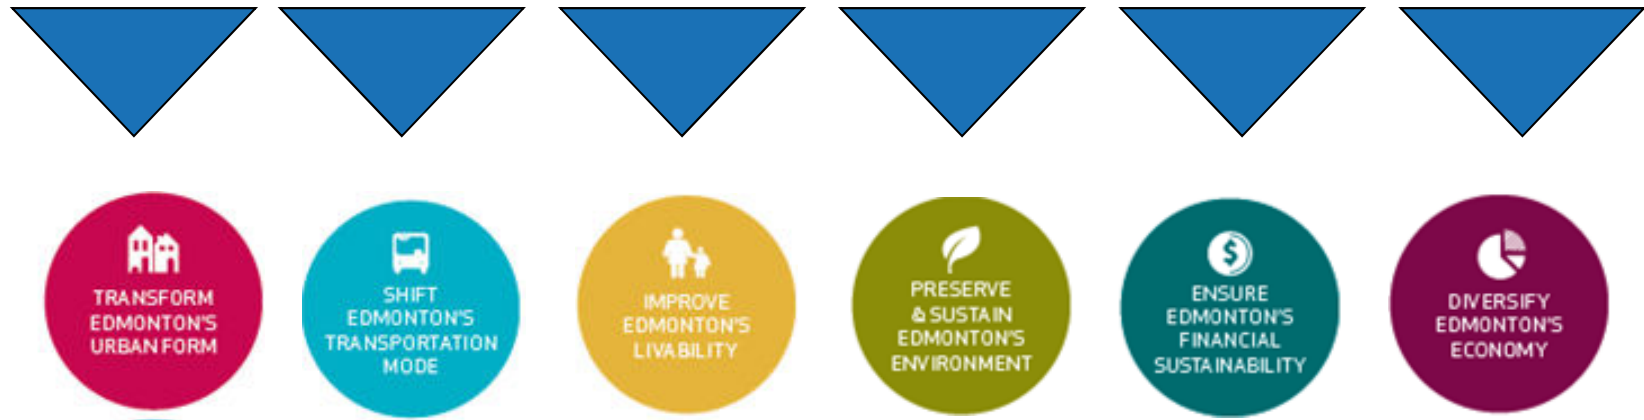 TRANSFORM
EDMONTON'S
URBAN FORM
SHIFT
EDMONTON'S
TRANSPORTATION
MODE
IMPROVE
EDMONTON'S
LIVABILITY
PRESERVE
& SUSTAIN
EDMONTON'S
ENVIRONMENT
$
ENSURE
EDMONTON'S
FINANCIAL
SUSTAINABILITY
DIVERSIFY
EDMONTON'S
ECONOMY